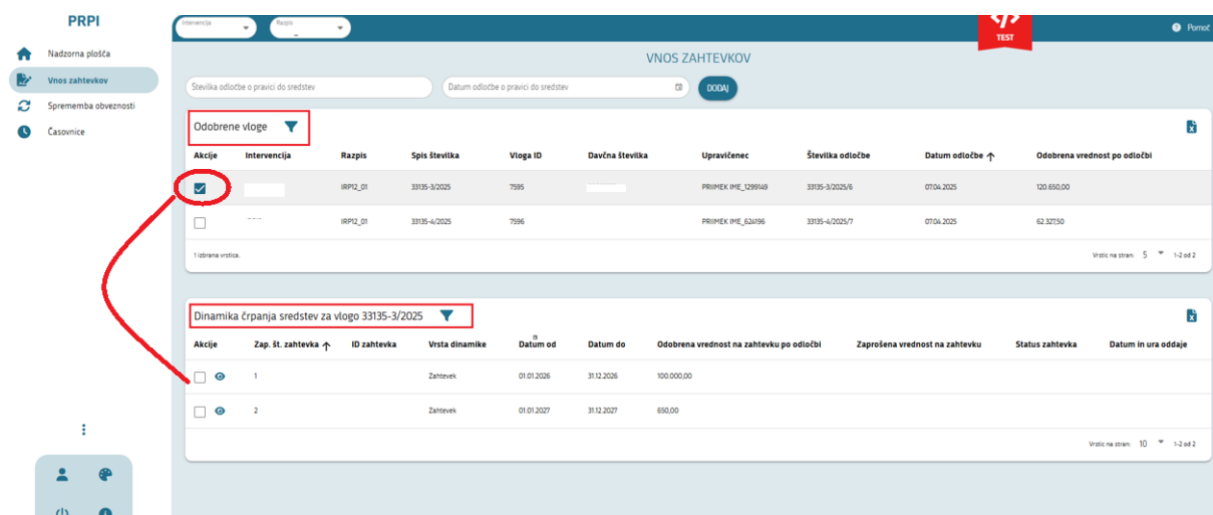 PRPI
Nadzorna plošča
Vnos zahtevkov
Sprememba obveznosti
Časovnice
Intervencija
Razpis
TEST
Pomoč
VNOS ZAHTEVKOV
Številka odločbe o pravici do sredstev
Datum odločbe o pravici do sredstev
DODAJ
Odobrene vloge
Akcije Intervencija Razpis Spis številka Vloga ID Davčna številka Upravičenec Številka odločbe Datum odločbe Odobrena vrednost po odločbi
IRP12_01 33135-3/2025 7595 PRIIMEK IME_1299149 33135-3/2025/6 07.04.2025 120.650,00
IRP12_01 33135-4/2025 7596 PRIIMEK IME_624196 33135-4/2025/7 07.04.2025 62.327,50
1 izbrana vrstica.
Vrstic na stran: 5 1-2 od 2
Dinamika črpanja sredstev za vlogo 33135-3/2025
Akcije Zap. št. zahtevka ID zahtevka Vrsta dinamike Datum od Datum do Odobrena vrednost na zahtevku po odločbi Zaprošena vrednost na zahtevku Status zahtevka Datum in ura oddaje
1 Zahtevek 01.01.2026 31.12.2026 100.000,00
2 Zahtevek 01.01.2027 31.12.2027 650,00
Vrstic na stran: 10 1-2 od 2